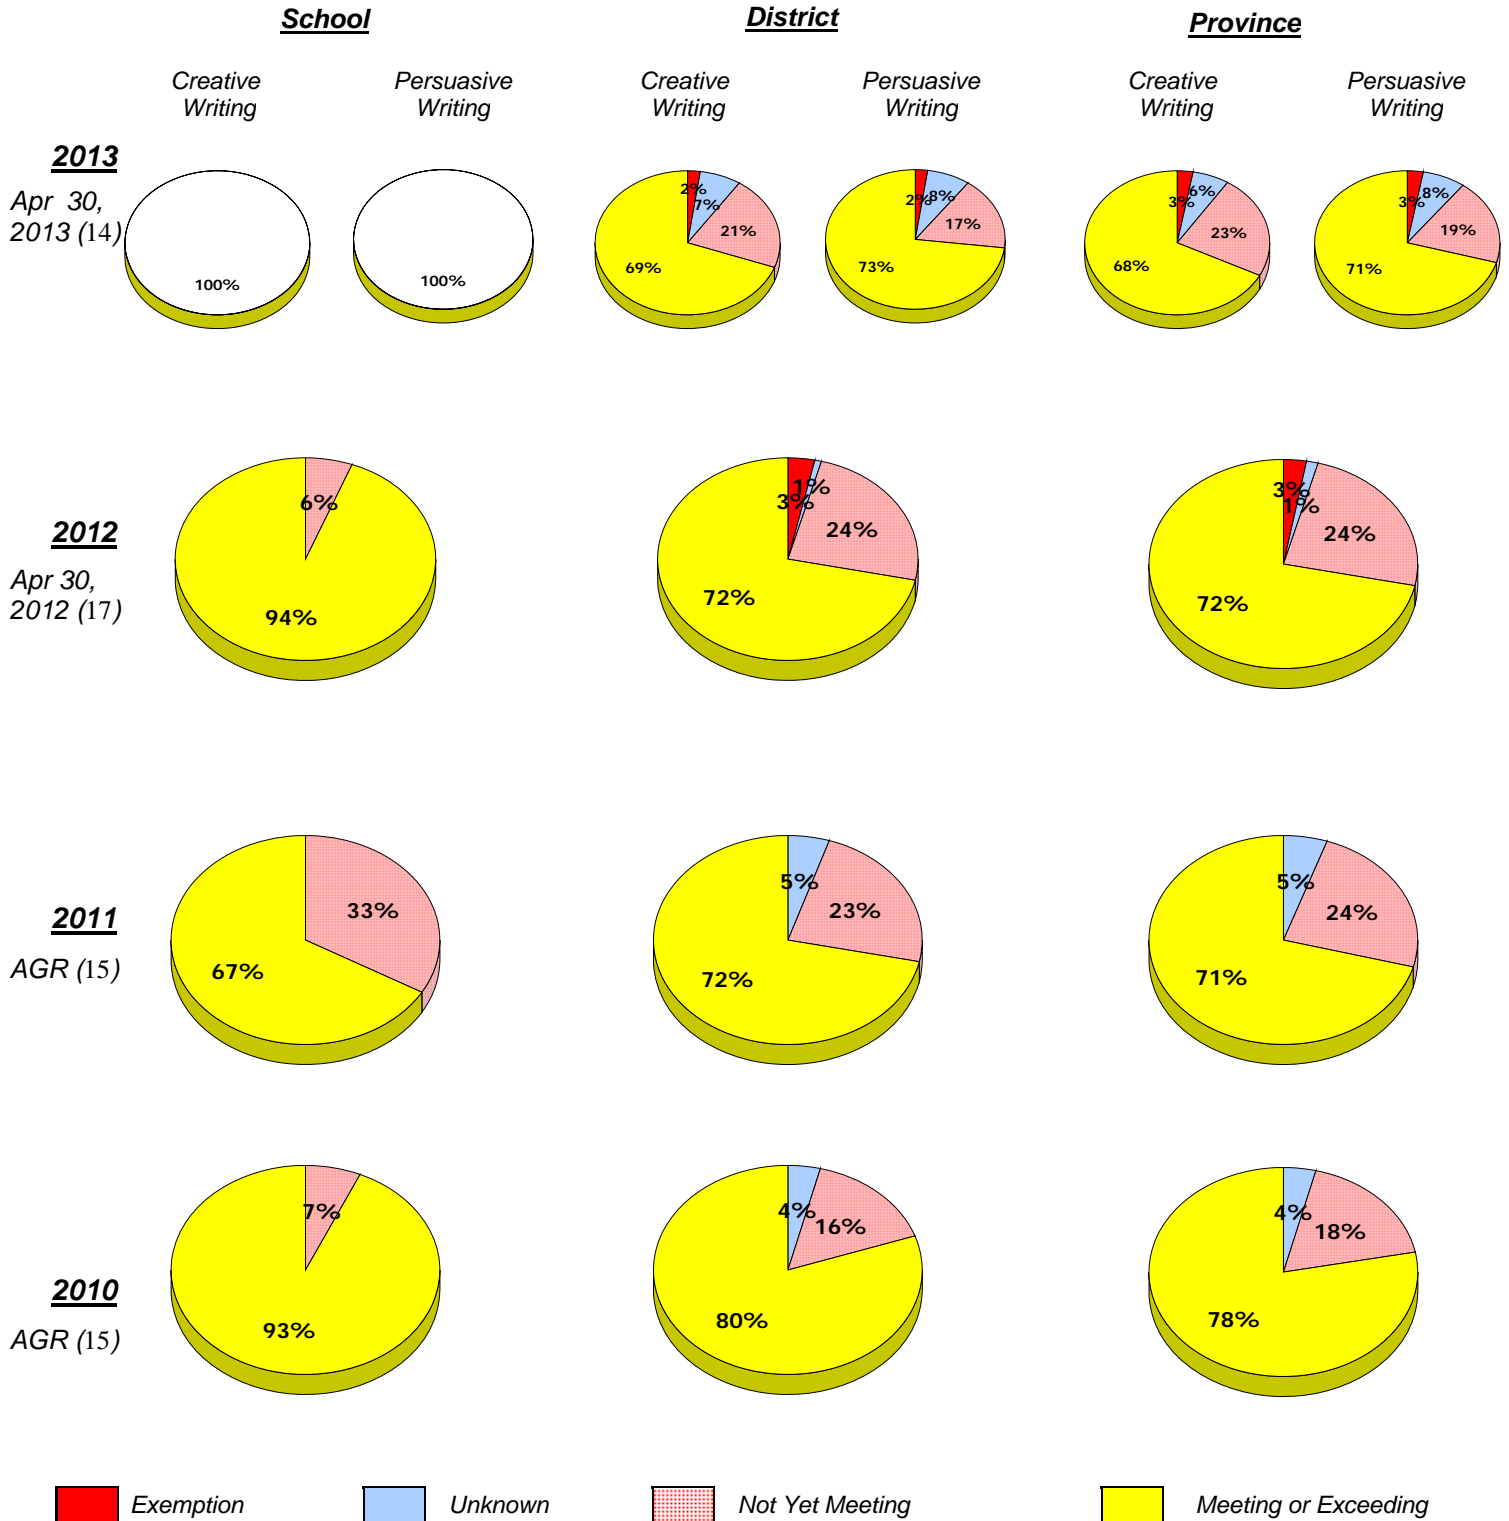 School
District
Province
Creative
Writing
Persuasive
Writing
Creative
Writing
Persuasive
Writing
Creative
Writing
Persuasive
Writing
2013
Apr 30,
2013 (14)
100%
100%
2%
7%
21%
69%
2%
8%
17%
73%
3%
6%
23%
68%
3%
8%
19%
71%
2012
Apr 30,
2012 (17)
6%
94%
3%
1%
24%
72%
3%
1%
24%
72%
2011
AGR (15)
33%
67%
5%
23%
72%
5%
24%
71%
2010
AGR (15)
7%
93%
4%
16%
80%
4%
18%
78%
Exemption
Unknown
Not Yet Meeting
Meeting or Exceeding